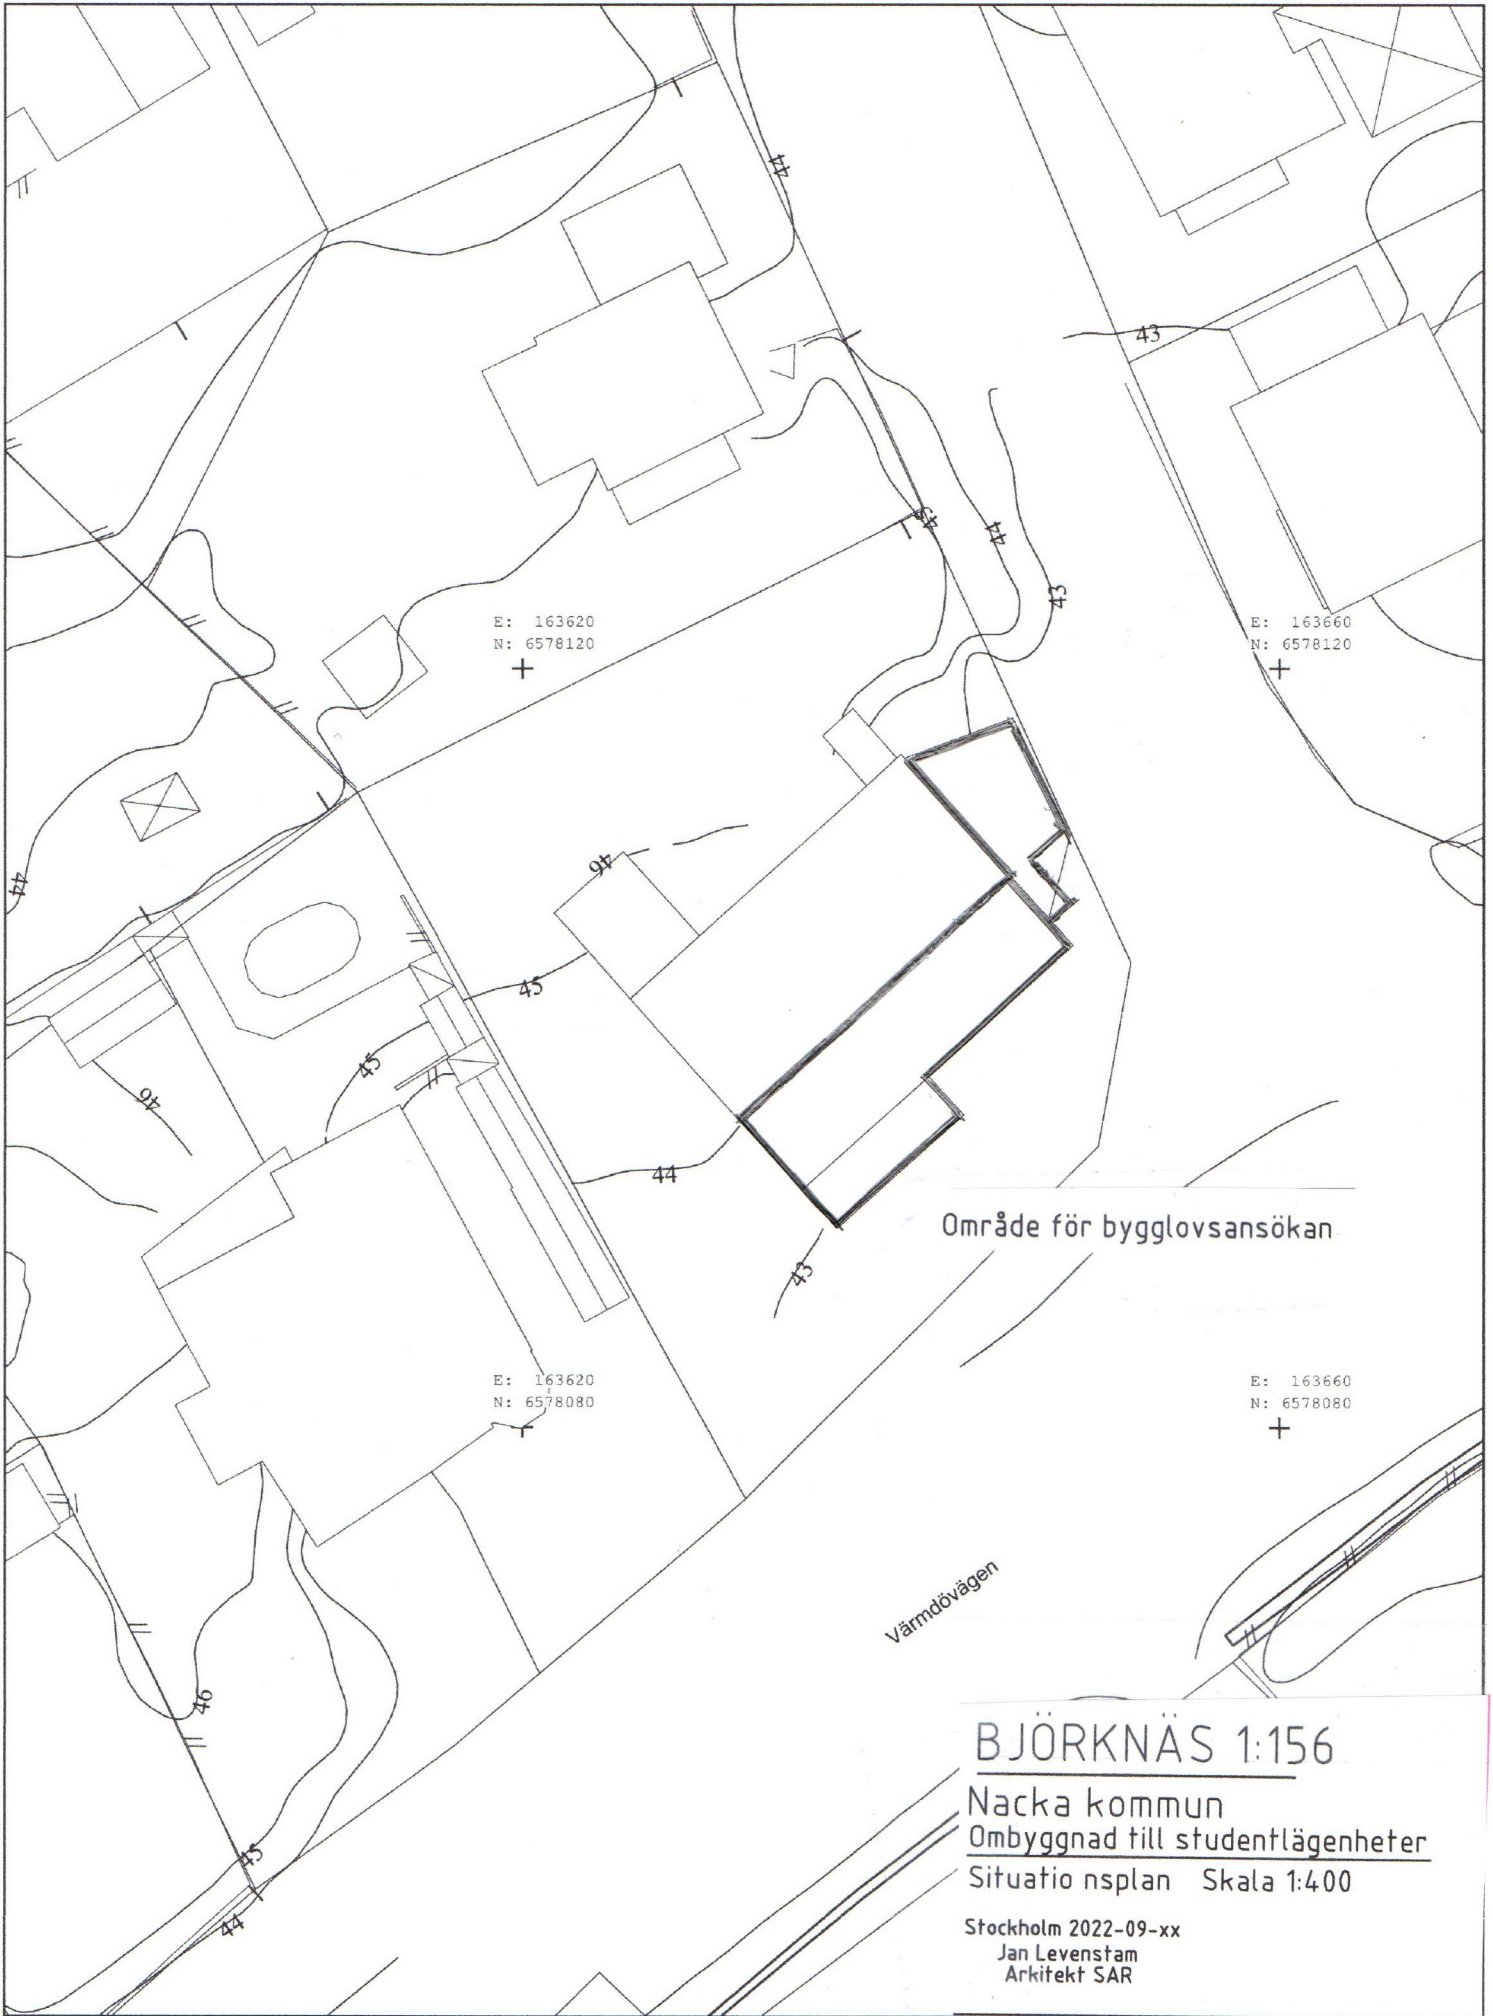 44
43
45
44
43
E: 163620
N: 6578120
E: 163660
N: 6578120
46
44
45
45
46
44
Område för bygglovsansökan
43
E: 163620
N: 6578080
E: 163660
N: 6578080
Värmdövägen
46
BJÖRKNÄS 1:156
Nacka kommun
Ombyggnad till studentlägenheter
Situatio nsplan Skala 1:400
45
44
Stockholm 2022-09-xx
Jan Levenstam
Arkitekt SAR